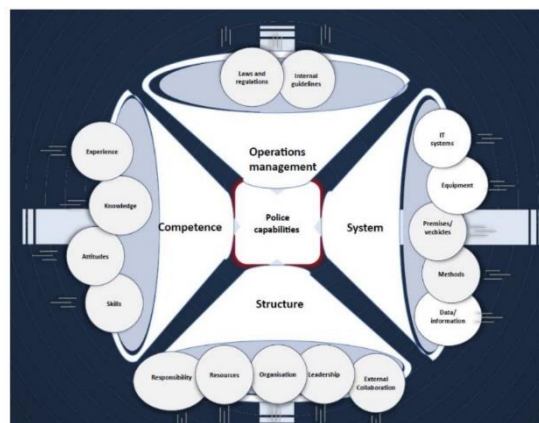 Laws and
regulations
Internal
guidelines
Operations
management
Experience
Knowledge
Attitudes
Skills
Competence
Police
capabilities
System
IT
systems
Equipment
Premises/
vechicles
Methods
Data/
information
Structure
Responsibility
Resources
Organisation
Leadership
External
Collaboration